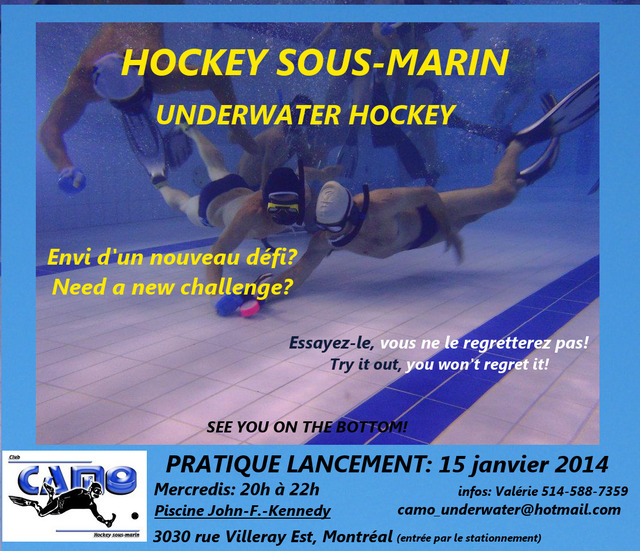 HOCKEY SOUS-MARIN
UNDERWATER HOCKEY
Envi d'un nouveau défi?
Need a new challenge?
Essayez-le, vous ne le regretterez pas!
Try it out, you won't regret it!
SEE YOU ON THE BOTTOM!
Club
CAMO
Hockey sous-marin
PRATIQUE LANCEMENT: 15 janvier 2014
Mercredis: 20h à 22h
infos: Valérie 514-588-7359
Piscine John-F.-Kennedy
camo_underwater@hotmail.com
3030 rue Villeray Est, Montréal (entrée par le stationnement)